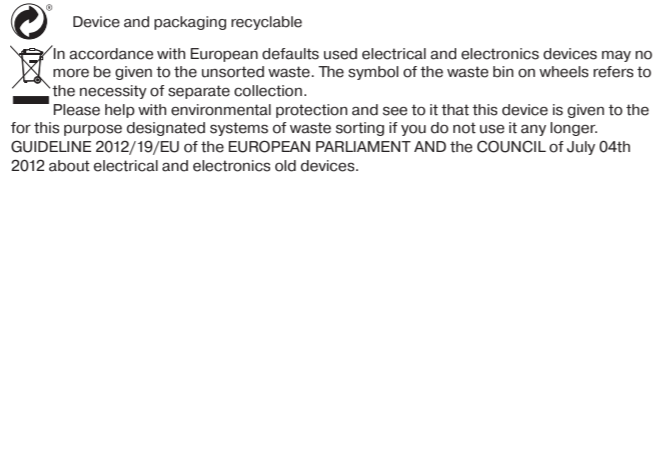 ®
Device and packaging recyclable
In accordance with European defaults used electrical and electronics devices may no
more be given to the unsorted waste. The symbol of the waste bin on wheels refers to
the necessity of separate collection.
Please help with environmental protection and see to it that this device is given to the
for this purpose designated systems of waste sorting if you do not use it any longer.
GUIDELINE 2012/19/EU of the EUROPEAN PARLIAMENT AND the COUNCIL of July 04th
2012 about electrical and electronics old devices.